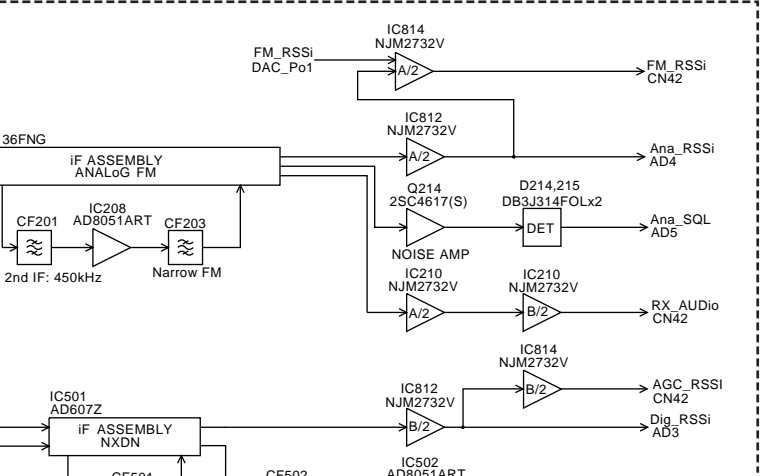 IC814
NJM2732V
FM_RSSi
DAC_Po1
A/2
FM_RSSi
CN42
IC812
NJM2732V
36FNG
iF ASSEMBLY
ANALoG FM
A/2
Ana_RSSi
AD4
Q214
2SC4617(S)
D214,215
DB3J314FOLx2
CF201
IC208
AD8051ART
CF203
DET
Ana_SQL
AD5
NOISE AMP
2nd IF: 450kHz
Narrow FM
IC210
NJM2732V
IC210
NJM2732V
A/2
B/2
RX_AUDio
CN42
IC814
NJM2732V
B/2
AGC_RSSI
CN42
IC501
AD607Z
IC812
NJM2732V
iF ASSEMBLY
NXDN
B/2
Dig_RSSi
AD3
IC502
AD8051ART
CF501
CF502